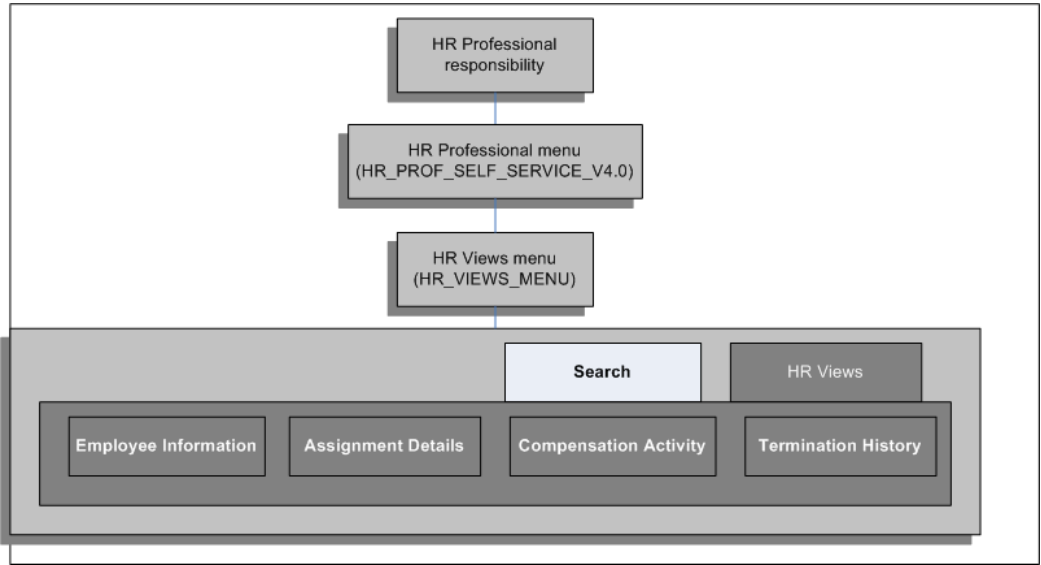 HR Professional
responsibility
HR Professional menu
(HR_PROF_SELF_SERVICE_V4.0)
HR Views menu
(HR_VIEWS_MENU)
Search
HR Views
Employee Information
Assignment Details
Compensation Activity
Termination History